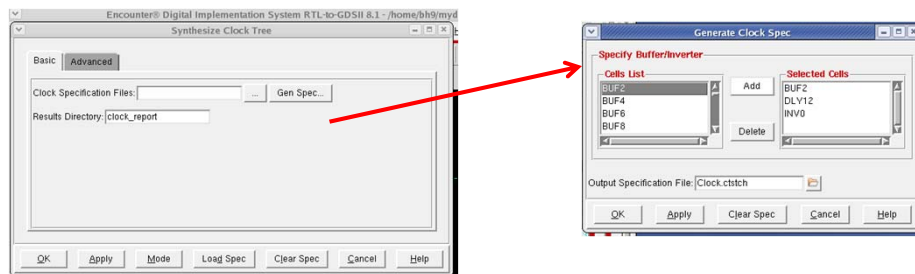 Encounter® Digital Implementation System RTL-to-GDSII 8.1 - /home/bh9/myd
Synthesize Clock Tree
Basic Advanced
Clock Specification Files: ... Gen Spec...
Results Directory: clock_report
OK Apply Mode Load Spec Clear Spec Cancel Help
Generate Clock Spec
Specify Buffer/Inverter
Cells List Selected Cells
BUF2 Add BUF2
BUF4 DLY12
BUF6 INV0
BUF8 Delete
Output Specification File: Clock.ctstch
OK Apply Clear Spec Cancel Help